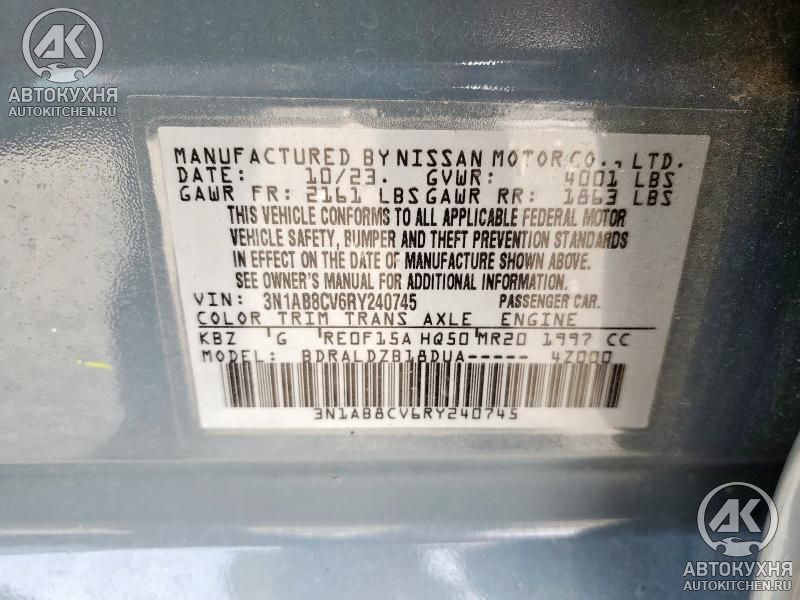 AK
АВТОКУХНЯ
AUTOKITCHEN.RU
MANUFACTURED BY NISSAN MOTOR CO., LTD.
DATE: 10/23. GVWR: 4001 LBS
GAWR FR: 2161 LBS GAWR RR: 1863 LBS
THIS VEHICLE CONFORMS TO ALL APPLICABLE FEDERAL MOTOR
VEHICLE SAFETY, BUMPER AND THEFT PREVENTION STANDARDS
IN EFFECT ON THE DATE OF MANUFACTURE SHOWN ABOVE.
SEE OWNER'S MANUAL FOR ADDITIONAL INFORMATION.
VIN: 3N1AB8CV6RY240745 PASSENGER CAR.
COLOR TRIM TRANS AXLE ENGINE
KBZ G RE0F15A HQ50 MR20 1997 CC
MODEL: BDRALDZB18DUA----- 4Z000
3N1AB8CV6RY240745
AK
АВТОКУХНЯ
AUTOKITCHEN.RU